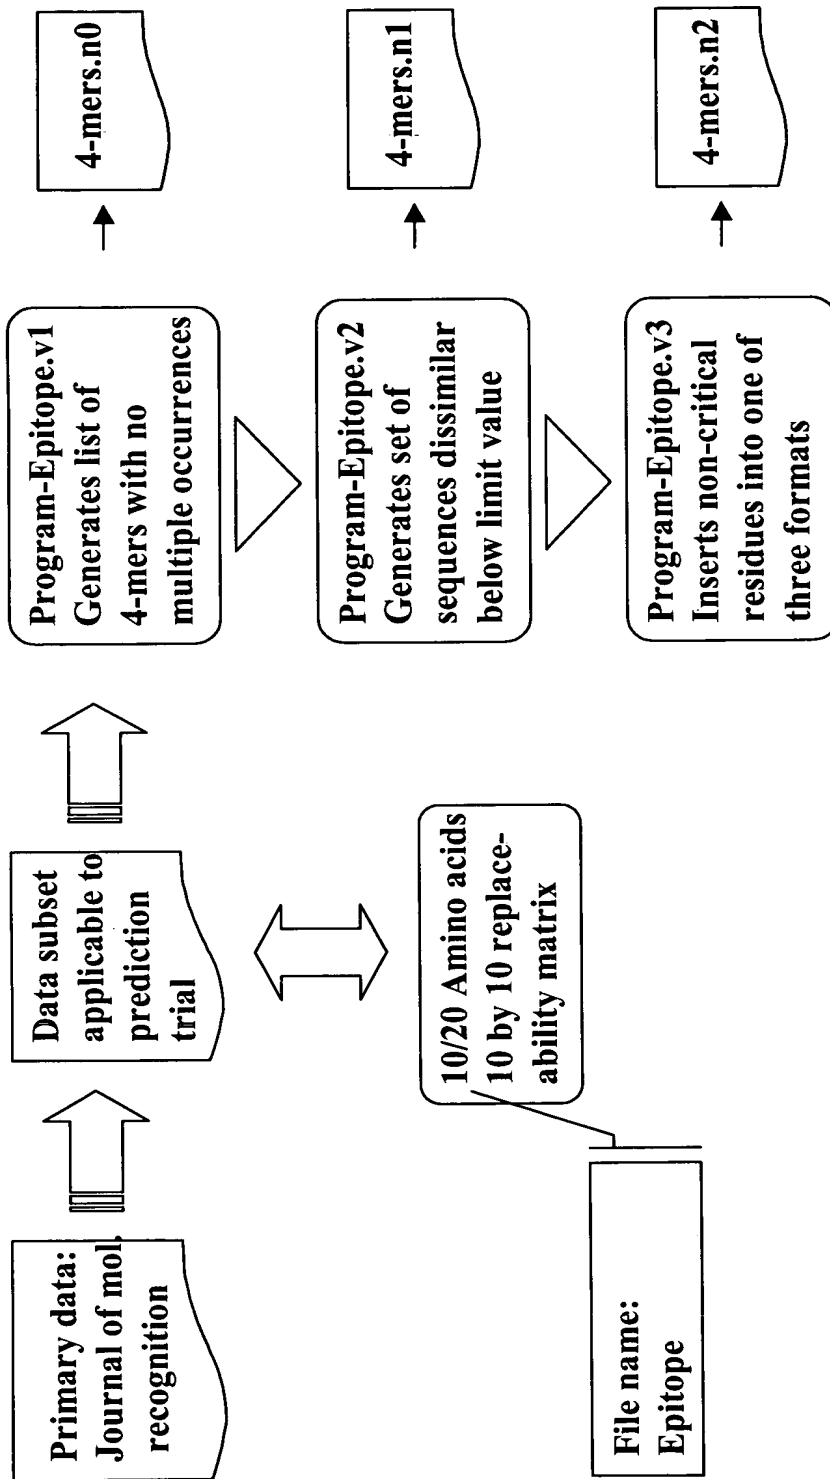 Primary data:
Journal of mol.
recognition
Data subset
applicable to
prediction
trial
Program-Epitope.v1
Generates list of
4-mers with no
multiple occurrences
4-mers.n0
10/20 Amino acids
10 by 10 replace-
ability matrix
File name:
Epitope
Program-Epitope.v2
Generates set of
sequences dissimilar
below limit value
4-mers.n1
Program-Epitope.v3
Inserts non-critical
residues into one of
three formats
4-mers.n2